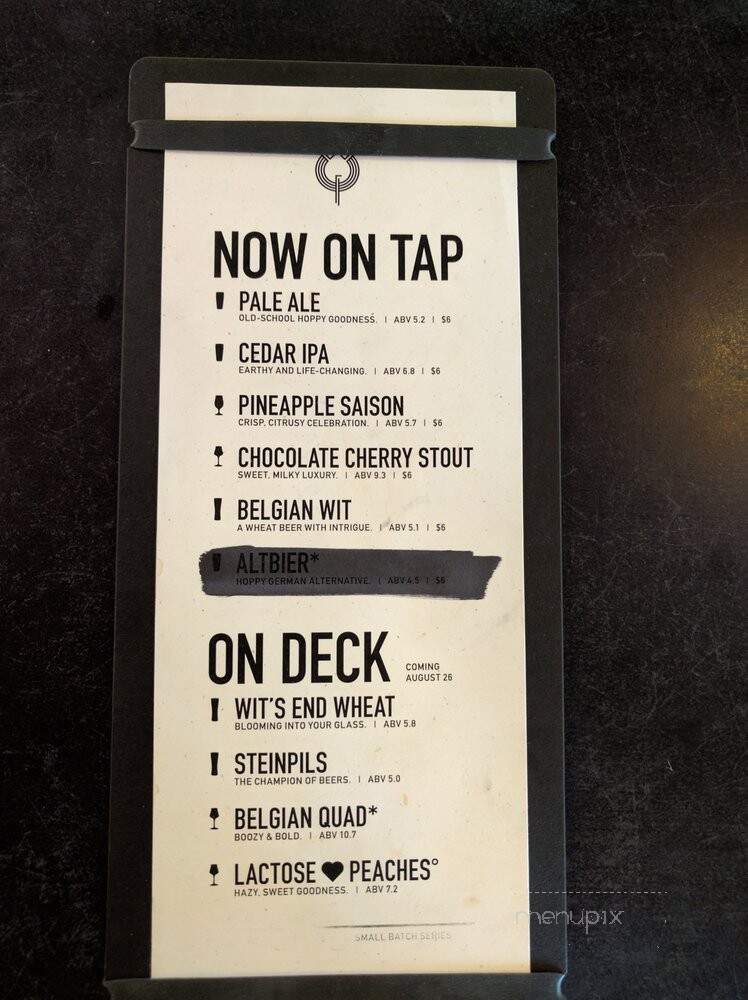 NOW ON TAP
PALE ALE
OLD-SCHOOL HOPPY GOODNESS. | ABV 5.2 | $6
CEDAR IPA
EARTHY AND LIFE-CHANGING. | ABV 6.8 | $6
PINEAPPLE SAISON
CRISP, CITRUSY CELEBRATION. | ABV 5.7 | $6
CHOCOLATE CHERRY STOUT
SWEET, MILKY LUXURY. | ABV 9.3 | $6
BELGIAN WIT
A WHEAT BEER WITH INTRIGUE. | ABV 5.1 | $6
ALTBIER*
HOPPY GERMAN ALTERNATIVE. | ABV 4.5 | $6
ON DECK
COMING
AUGUST 26
WIT'S END WHEAT
BLOOMING INTO YOUR GLASS. | ABV 5.8
STEINPILS
THE CHAMPION OF BEERS. | ABV 5.0
BELGIAN QUAD*
BOOZY & BOLD. | ABV 10.7
LACTOSE ♥ PEACHES°
HAZY, SWEET GOODNESS. | ABV 7.2
SMALL BATCH SERIES
menupix